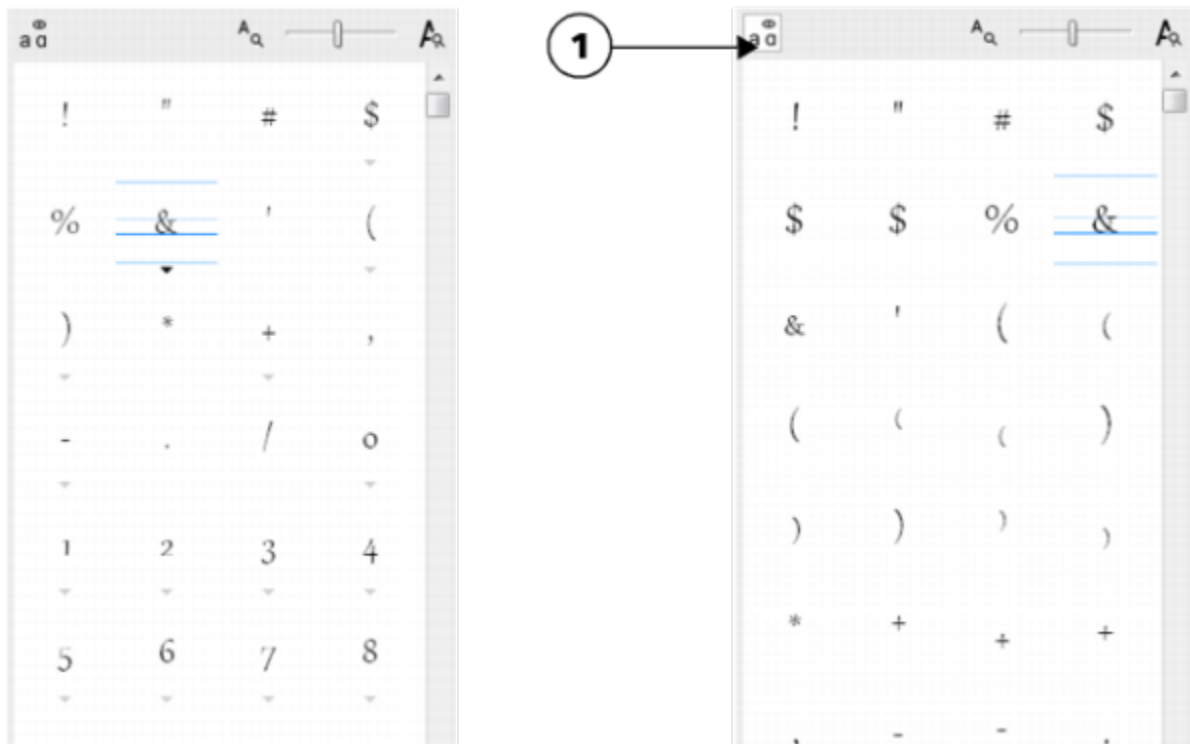 a a A A
! " # $
% & ' (
) * + ,
- . / o
1 2 3 4
5 6 7 8
1
a a A A
! " # $
$ $ % &
& ' ( (
( ( ( )
) ) ) )
* + + +
, - - .